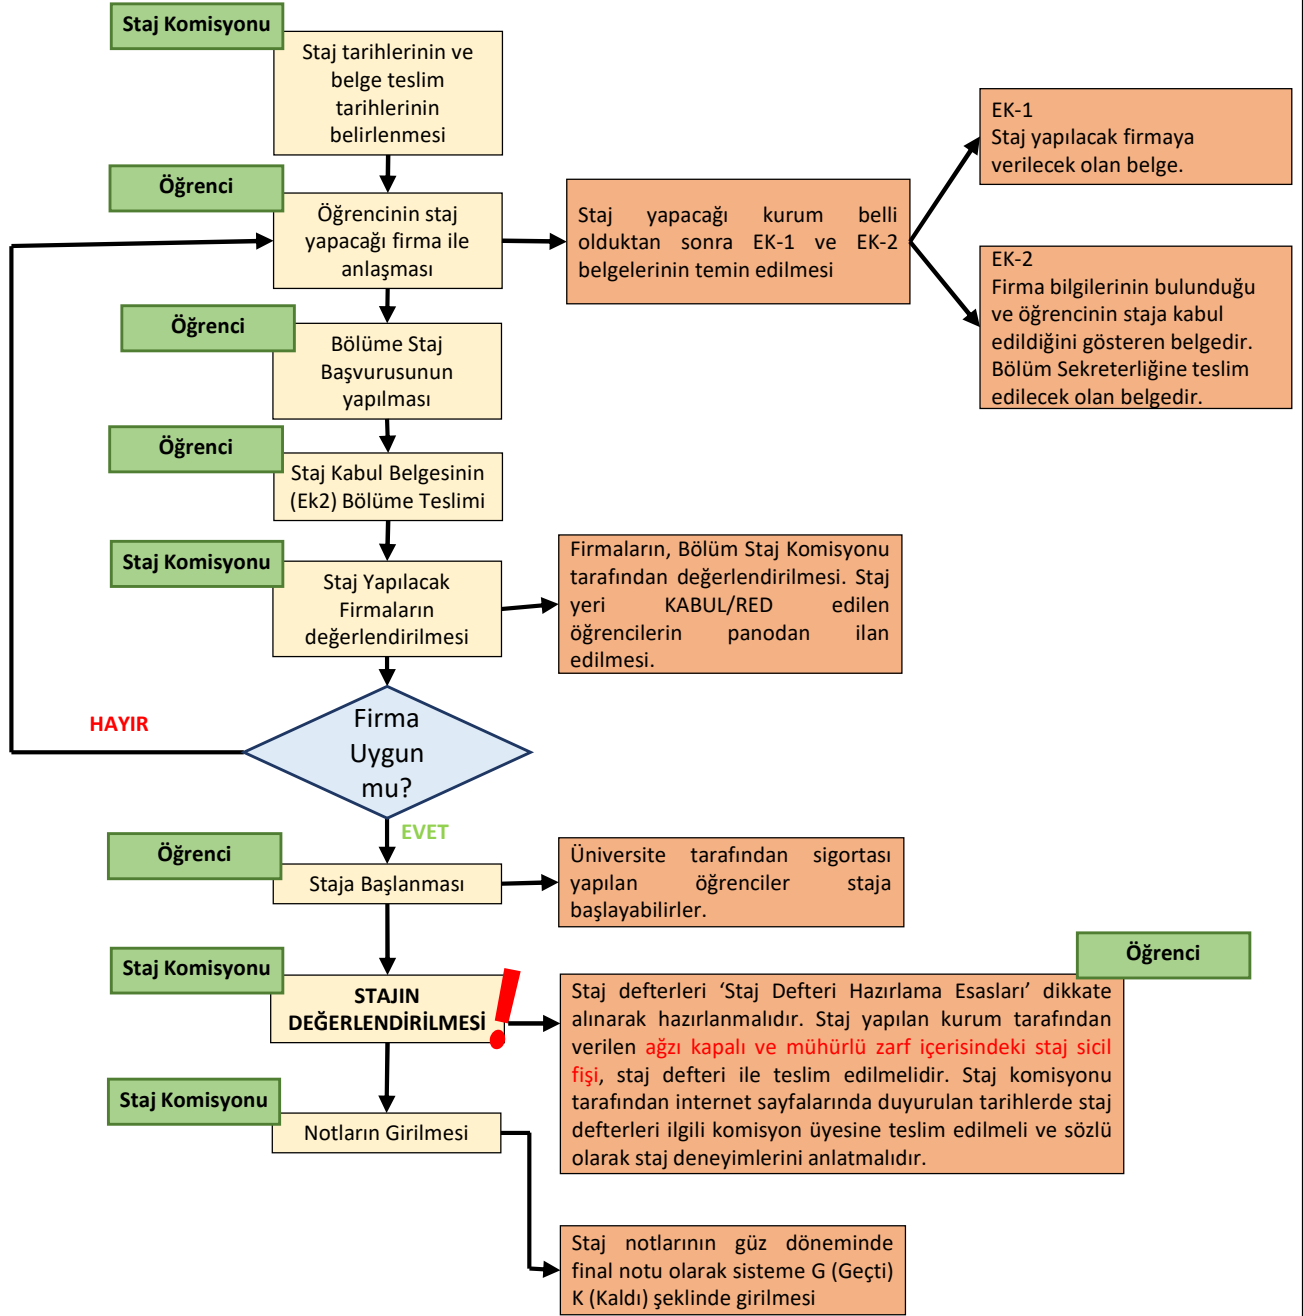 Staj Komisyonu
Staj tarihlerinin ve
belge teslim
tarihlerinin
belirlenmesi
Öğrenci
Öğrencinin staj
yapacağı firma ile
anlaşması
Staj yapacağı kurum belli
olduktan sonra EK-1 ve EK-2
belgelerinin temin edilmesi
EK-1
Staj yapılacak firmaya
verilecek olan belge.
EK-2
Firma bilgilerinin bulunduğu
ve öğrencinin staja kabul
edildiğini gösteren belgedir.
Bölüm Sekreterliğine teslim
edilecek olan belgedir.
Öğrenci
Bölüme Staj
Başvurusunun
yapılması
Öğrenci
Staj Kabul Belgesinin
(Ek2) Bölüme Teslimi
Staj Komisyonu
Staj Yapılacak
Firmaların
değerlendirilmesi
Firmaların, Bölüm Staj Komisyonu
tarafından değerlendirilmesi. Staj
yeri KABUL/RED edilen
öğrencilerin panodan ilan
edilmesi.
Firma
Uygun
mu?
HAYIR
EVET
Öğrenci
Staja Başlanması
Üniversite tarafından sigortası
yapılan öğrenciler staja
başlayabilirler.
Staj Komisyonu
STAJIN
DEĞERLENDİRİLMESİ
Öğrenci
Staj defterleri ‘Staj Defteri Hazırlama Esasları’ dikkate
alınarak hazırlanmalıdır. Staj yapılan kurum tarafından
verilen ağzı kapalı ve mühürlü zarf içerisindeki staj sicil
fişi, staj defteri ile teslim edilmelidir. Staj komisyonu
tarafından internet sayfalarında duyurulan tarihlerde staj
defterleri ilgili komisyon üyesine teslim edilmeli ve sözlü
olarak staj deneyimlerini anlatmalıdır.
Staj Komisyonu
Notların Girilmesi
Staj notlarının güz döneminde
final notu olarak sisteme G (Geçti)
K (Kaldı) şeklinde girilmesi